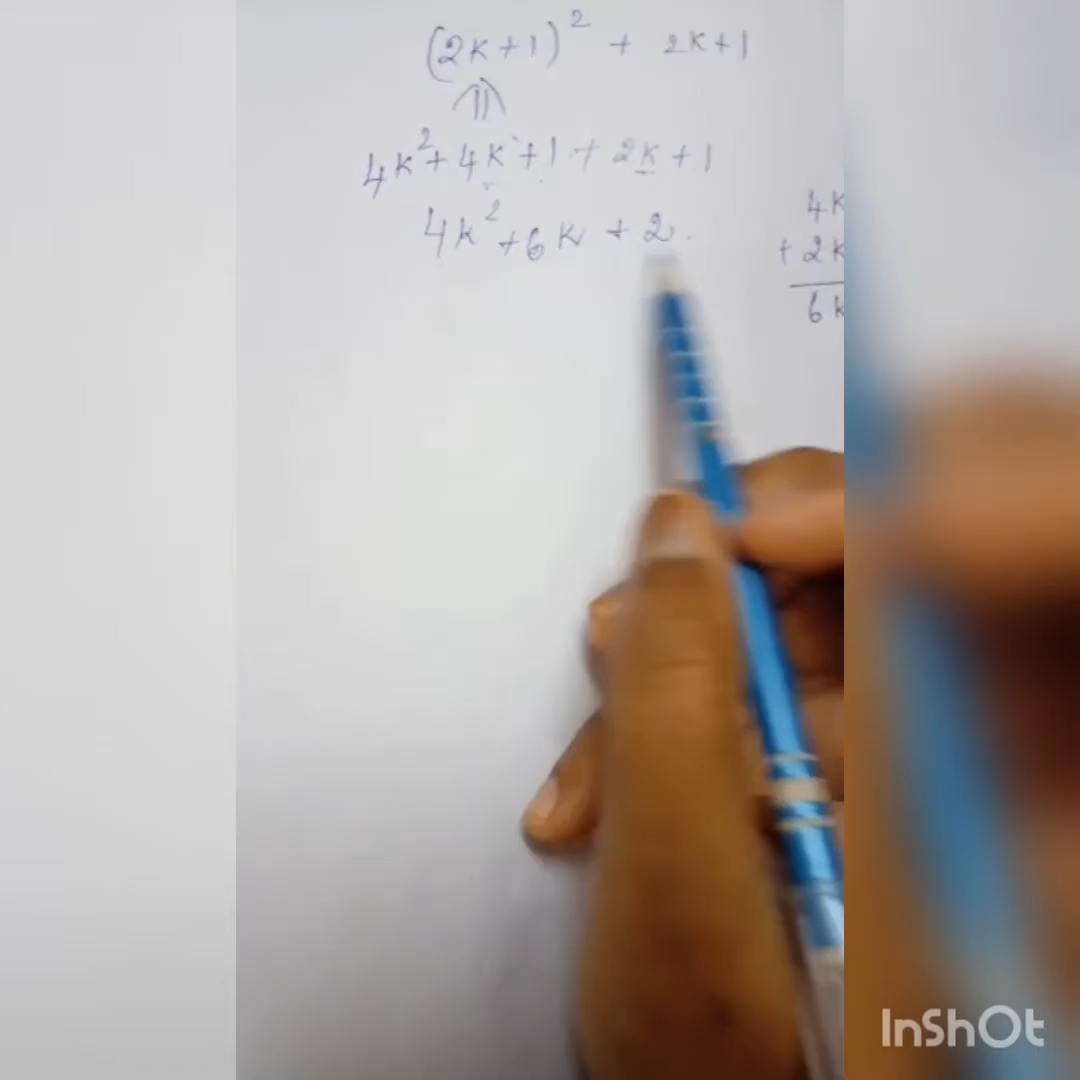 (2k+1)² + 2k+1
4k²+4k+1+2k+1
4k²+6k+2.
4k
+2k
6k
InShOt